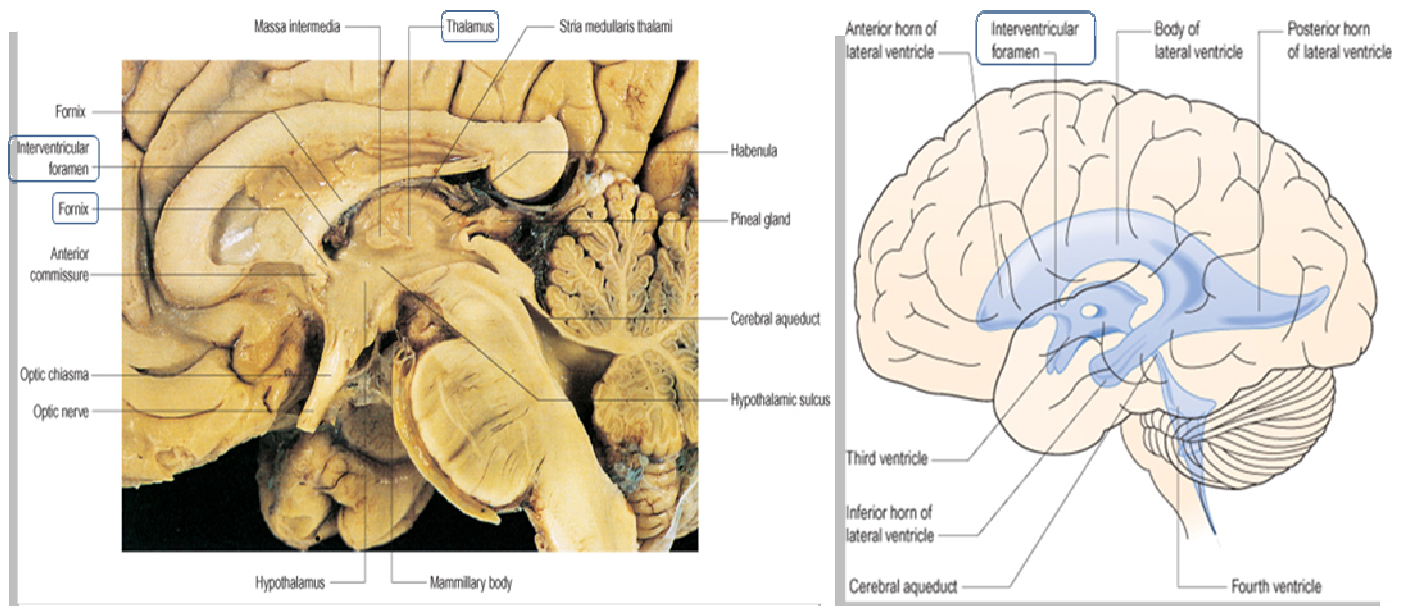 Massa intermedia
Thalamus
Stria medullaris thalami
Fornix
Interventricular
foramen
Fornix
Anterior
commissure
Optic chiasma
Optic nerve
Habenula
Pineal gland
Cerebral aqueduct
Hypothalamic sulcus
Hypothalamus
Mammillary body
Anterior horn of
lateral ventricle
Interventricular
foramen
Body of
lateral ventricle
Posterior horn
of lateral ventricle
Third ventricle
Inferior horn of
lateral ventricle
Cerebral aqueduct
Fourth ventricle